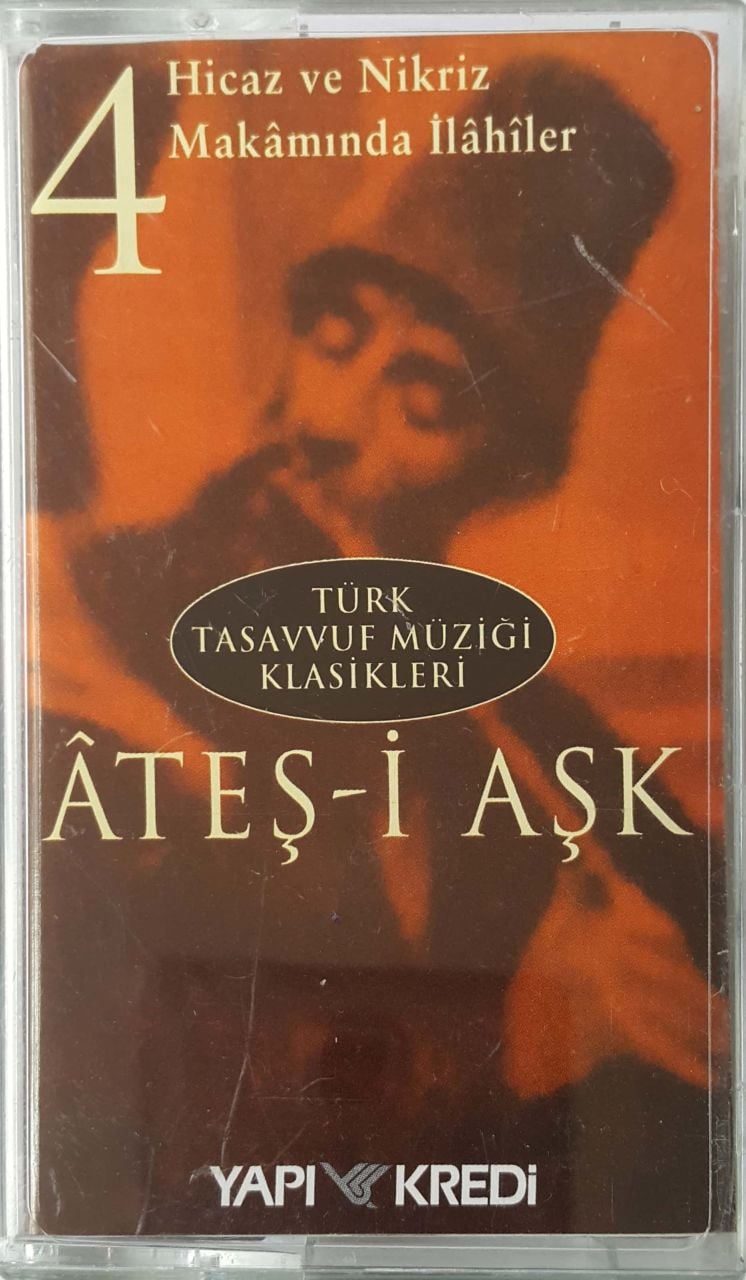 4
Hicaz ve Nikriz
Makâmında İlâhîler
TÜRK
TASAVVUF MÜZİĞİ
KLASİKLERİ
ÂTEŞ-İ AŞK
YAPI KREDİ